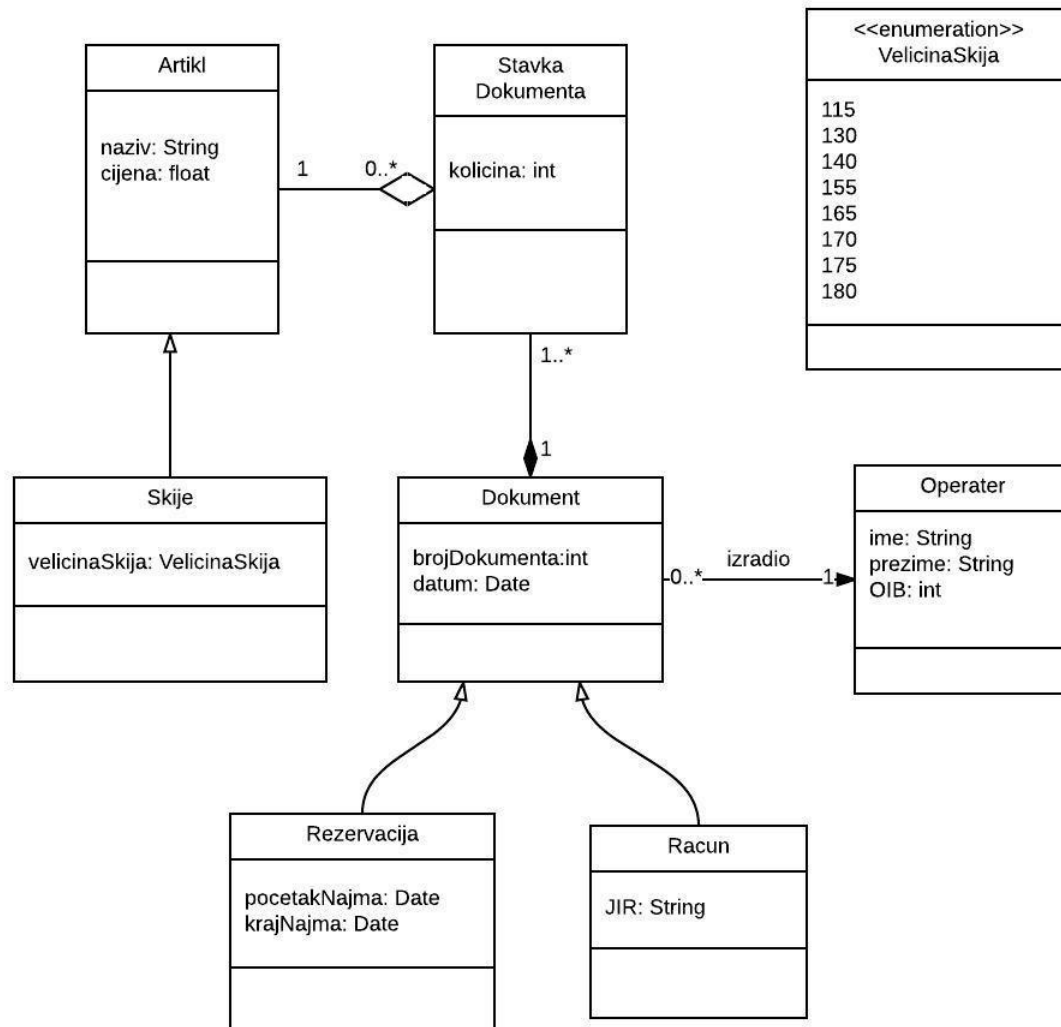 Artikl
naziv: String
cijena: float
1
0..*
Stavka
Dokumenta
kolicina: int
<<enumeration>>
VelicinaSkija
115
130
140
155
165
170
175
180
1..*
1
Skije
velicinaSkija: VelicinaSkija
Dokument
brojDokumenta:int
datum: Date
0..*
izradio
1
Operater
ime: String
prezime: String
OIB: int
Rezervacija
pocetakNajma: Date
krajNajma: Date
Racun
JIR: String